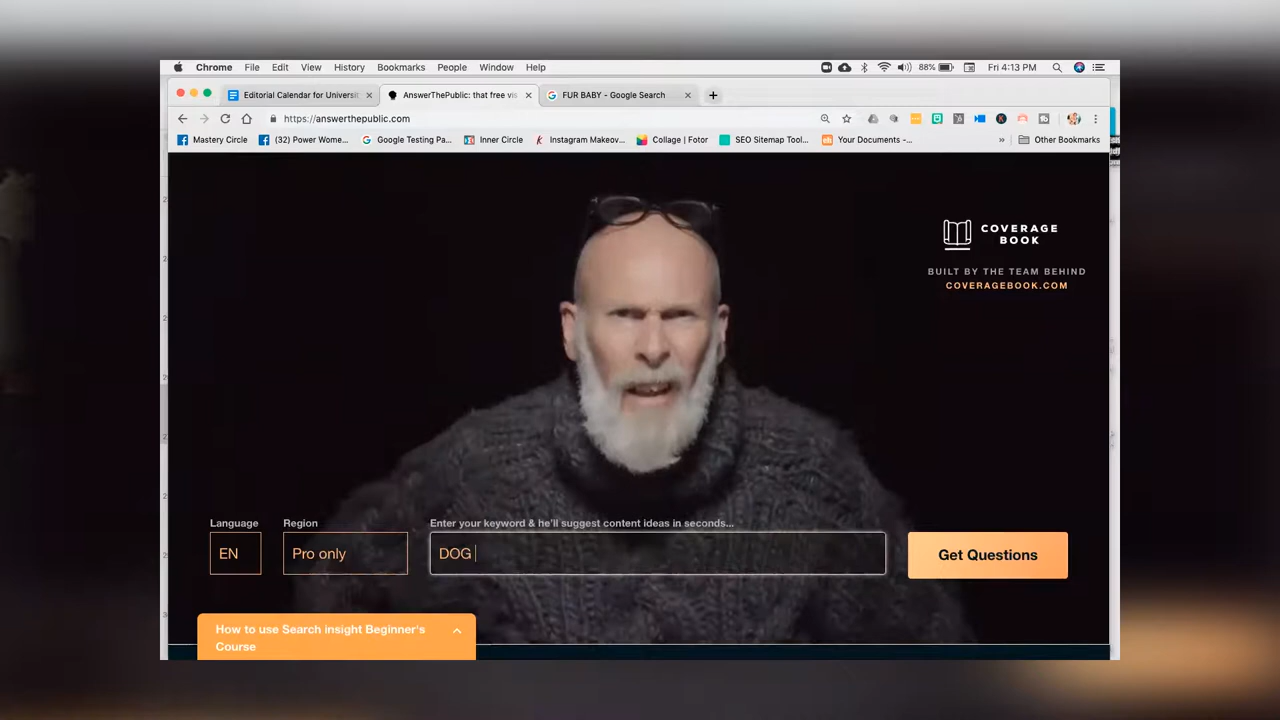 Chrome File Edit View History Bookmarks People Window Help 88% Fri 4:13 PM
Editorial Calendar for Universit AnswerThePublic: that free vis FUR BABY - Google Search
https://answerthepublic.com
Mastery Circle (32) Power Wome... Google Testing Pa... Inner Circle Instagram Makeov... Collage | Fotor SEO Sitemap Tool... Your Documents -... » Other Bookmarks
COVERAGE
BOOK
BUILT BY THE TEAM BEHIND
COVERAGEBOOK.COM
Language Region Enter your keyword & he'll suggest content ideas in seconds...
EN Pro only DOG Get Questions
How to use Search insight Beginner's
Course